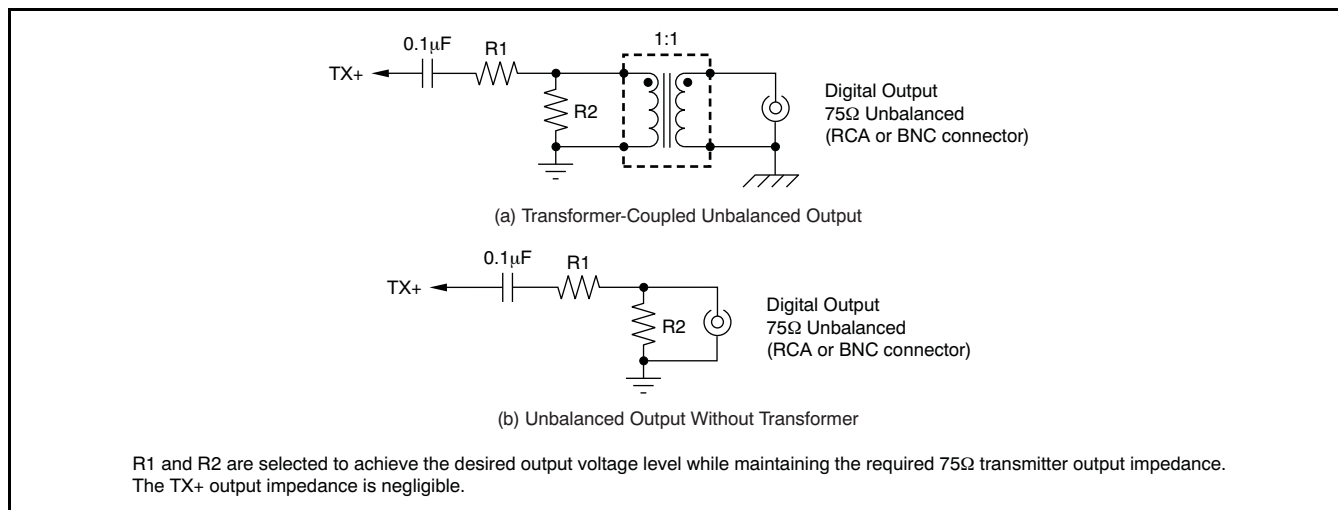 1:1
0.1μF
R1
TX+
R2
Digital Output
75Ω Unbalanced
(RCA or BNC connector)
(a) Transformer-Coupled Unbalanced Output
0.1μF
R1
TX+
R2
Digital Output
75Ω Unbalanced
(RCA or BNC connector)
(b) Unbalanced Output Without Transformer
R1 and R2 are selected to achieve the desired output voltage level while maintaining the required 75Ω transmitter output impedance.
The TX+ output impedance is negligible.